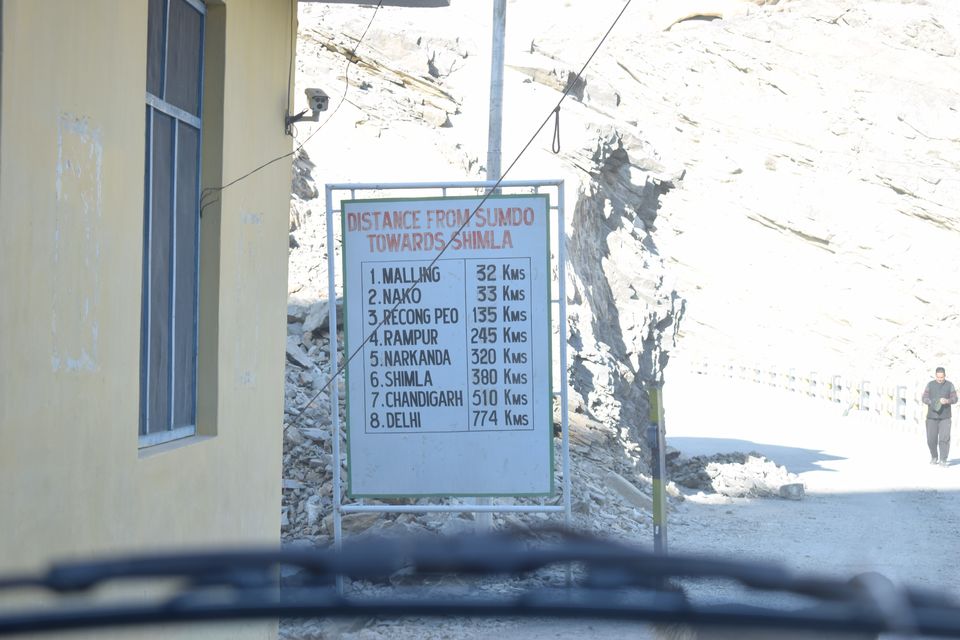 DISTANCE FROM SUMDO
TOWARDS SHIMLA
1. MALLING 32 KMS
2. NAKO 33 KMS
3. RECONG PEO 135 KMS
4. RAMPUR 245 KMS
5. NARKANDA 320 KMS
6. SHIMLA 380 KMS
7. CHANDIGARH 510 KMS
8. DELHI 774 KMS